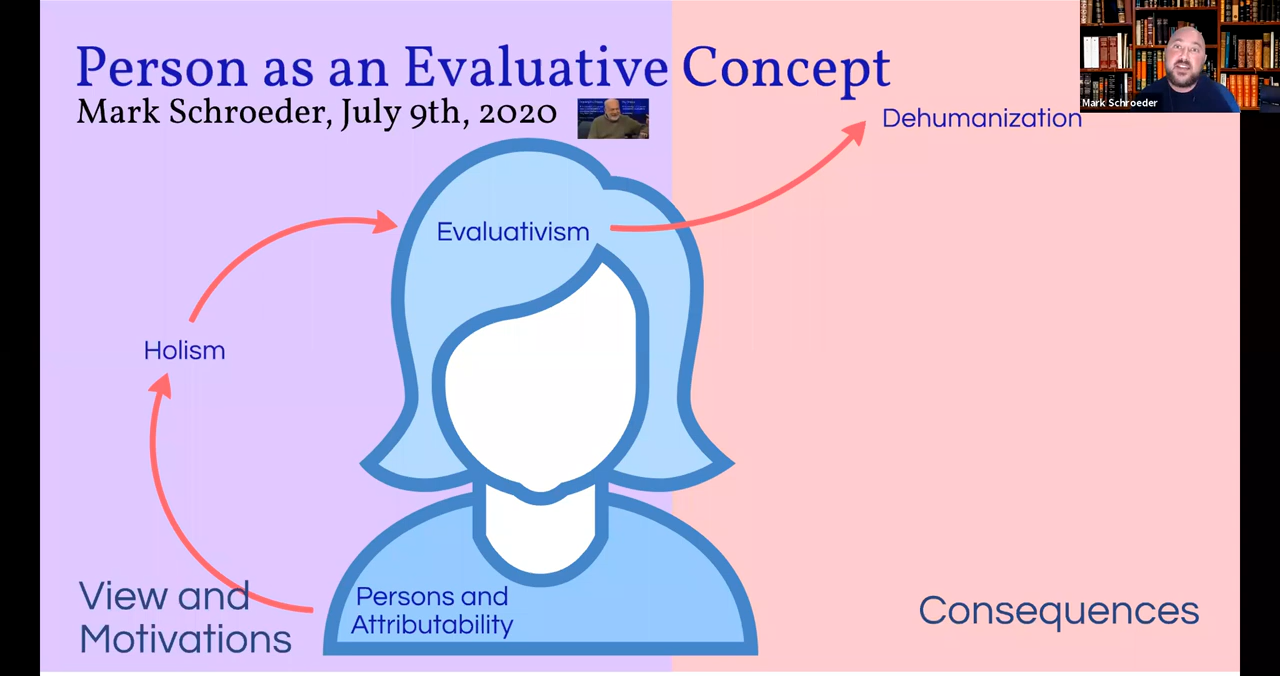 Person as an Evaluative Concept
Mark Schroeder, July 9th, 2020
Mark Schroeder
Dehumanization
Evaluativism
Holism
View and
Motivations
Persons and
Attributability
Consequences